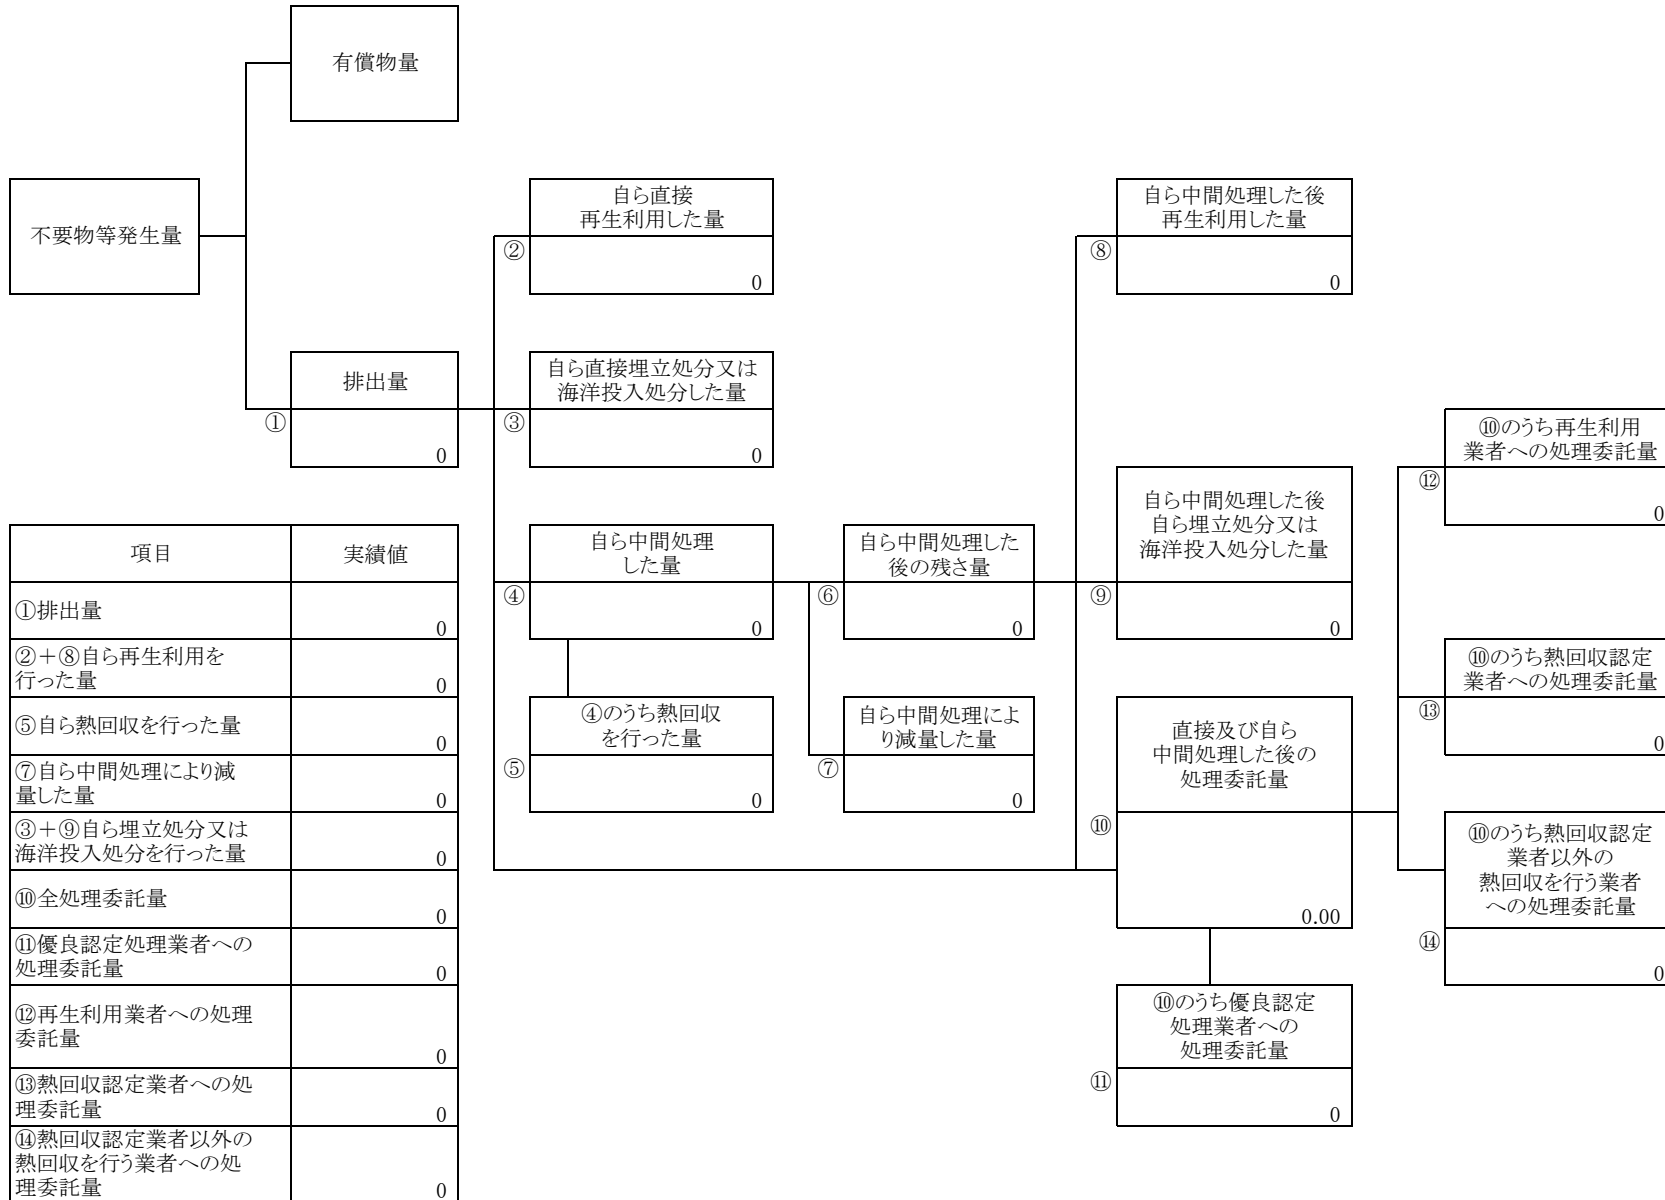 有償物量
不要物等発生量
自ら直接
再生利用した量
②
0
自ら中間処理した後
再生利用した量
⑧
0
排出量
①
0
自ら直接埋立処分又は
海洋投入処分した量
③
0
⑩のうち再生利用
業者への処理委託量
⑫
0
自ら中間処理した後
自ら埋立処分又は
海洋投入処分した量
⑨
0
自ら中間処理
した量
④
0
自ら中間処理した
後の残さ量
⑥
0
⑩のうち熱回収認定
業者への処理委託量
⑬
0
④のうち熱回収
を行った量
⑤
0
自ら中間処理によ
り減量した量
⑦
0
直接及び自ら
中間処理した後の
処理委託量
⑩
0.00
⑩のうち熱回収認定
業者以外の
熱回収を行う業者
への処理委託量
⑭
0
⑩のうち優良認定
処理業者への
処理委託量
⑪
0
項目 実績値
①排出量
0
②＋⑧自ら再生利用を
行った量
0
⑤自ら熱回収を行った量
0
⑦自ら中間処理により減
量した量
0
③＋⑨自ら埋立処分又は
海洋投入処分を行った量
0
⑩全処理委託量
0
⑪優良認定処理業者への
処理委託量
0
⑫再生利用業者への処理
委託量
0
⑬熱回収認定業者への処
理委託量
0
⑭熱回収認定業者以外の
熱回収を行う業者への処
理委託量
0